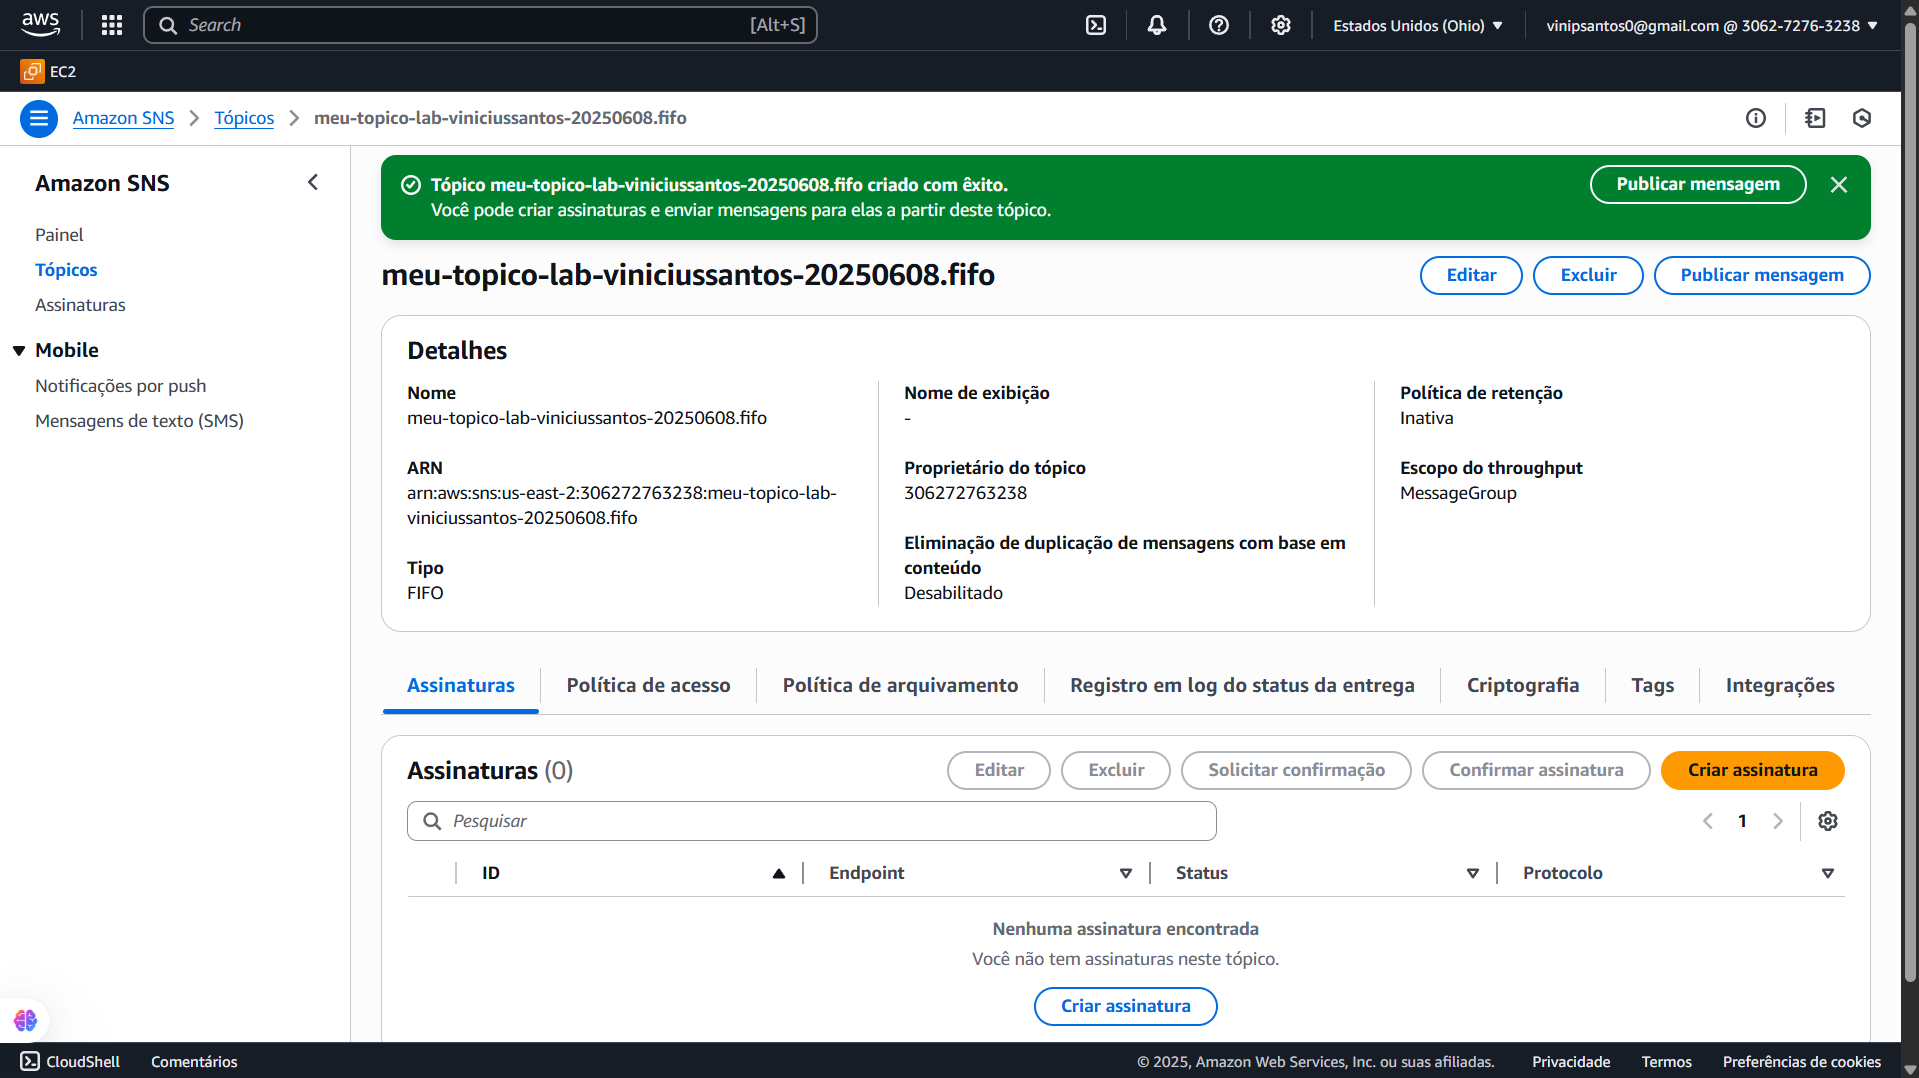 aws
Search [Alt+S]
Estados Unidos (Ohio)
vinipsantos0@gmail.com @ 3062-7276-3238
EC2
Amazon SNS
Tópicos
meu-topico-lab-viniciussantos-20250608.fifo
Amazon SNS
Painel
Tópicos
Assinaturas
Mobile
Notificações por push
Mensagens de texto (SMS)
Tópico meu-topico-lab-viniciussantos-20250608.fifo criado com êxito.
Você pode criar assinaturas e enviar mensagens para elas a partir deste tópico.
Publicar mensagem
meu-topico-lab-viniciussantos-20250608.fifo
Editar
Excluir
Publicar mensagem
Detalhes
Nome
meu-topico-lab-viniciussantos-20250608.fifo
ARN
arn:aws:sns:us-east-2:306272763238:meu-topico-lab-
viniciussantos-20250608.fifo
Tipo
FIFO
Nome de exibição
-
Proprietário do tópico
306272763238
Eliminação de duplicação de mensagens com base em
conteúdo
Desabilitado
Política de retenção
Inativa
Escopo do throughput
MessageGroup
Assinaturas
Política de acesso
Política de arquivamento
Registro em log do status da entrega
Criptografia
Tags
Integrações
Assinaturas (0)
Editar
Excluir
Solicitar confirmação
Confirmar assinatura
Criar assinatura
Pesquisar
1
ID
Endpoint
Status
Protocolo
Nenhuma assinatura encontrada
Você não tem assinaturas neste tópico.
Criar assinatura
CloudShell
Comentários
© 2025, Amazon Web Services, Inc. ou suas afiliadas.
Privacidade
Termos
Preferências de cookies